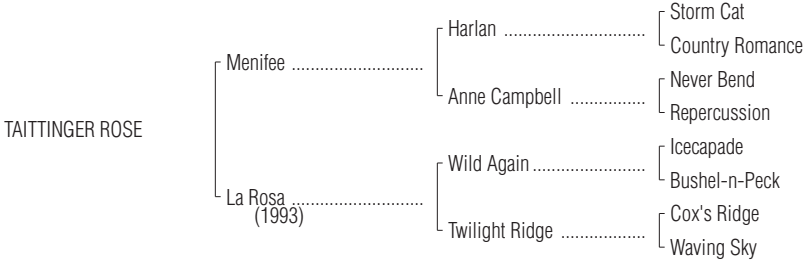 Storm Cat
Harlan ..............................
Country Romance
Menifee ............................
Never Bend
Anne Campbell ................
Repercussion
TAITTINGER ROSE
Icecapade
Wild Again........................
Bushel-n-Peck
La Rosa ............................
(1993)
Cox's Ridge
Twilight Ridge ..................
Waving Sky